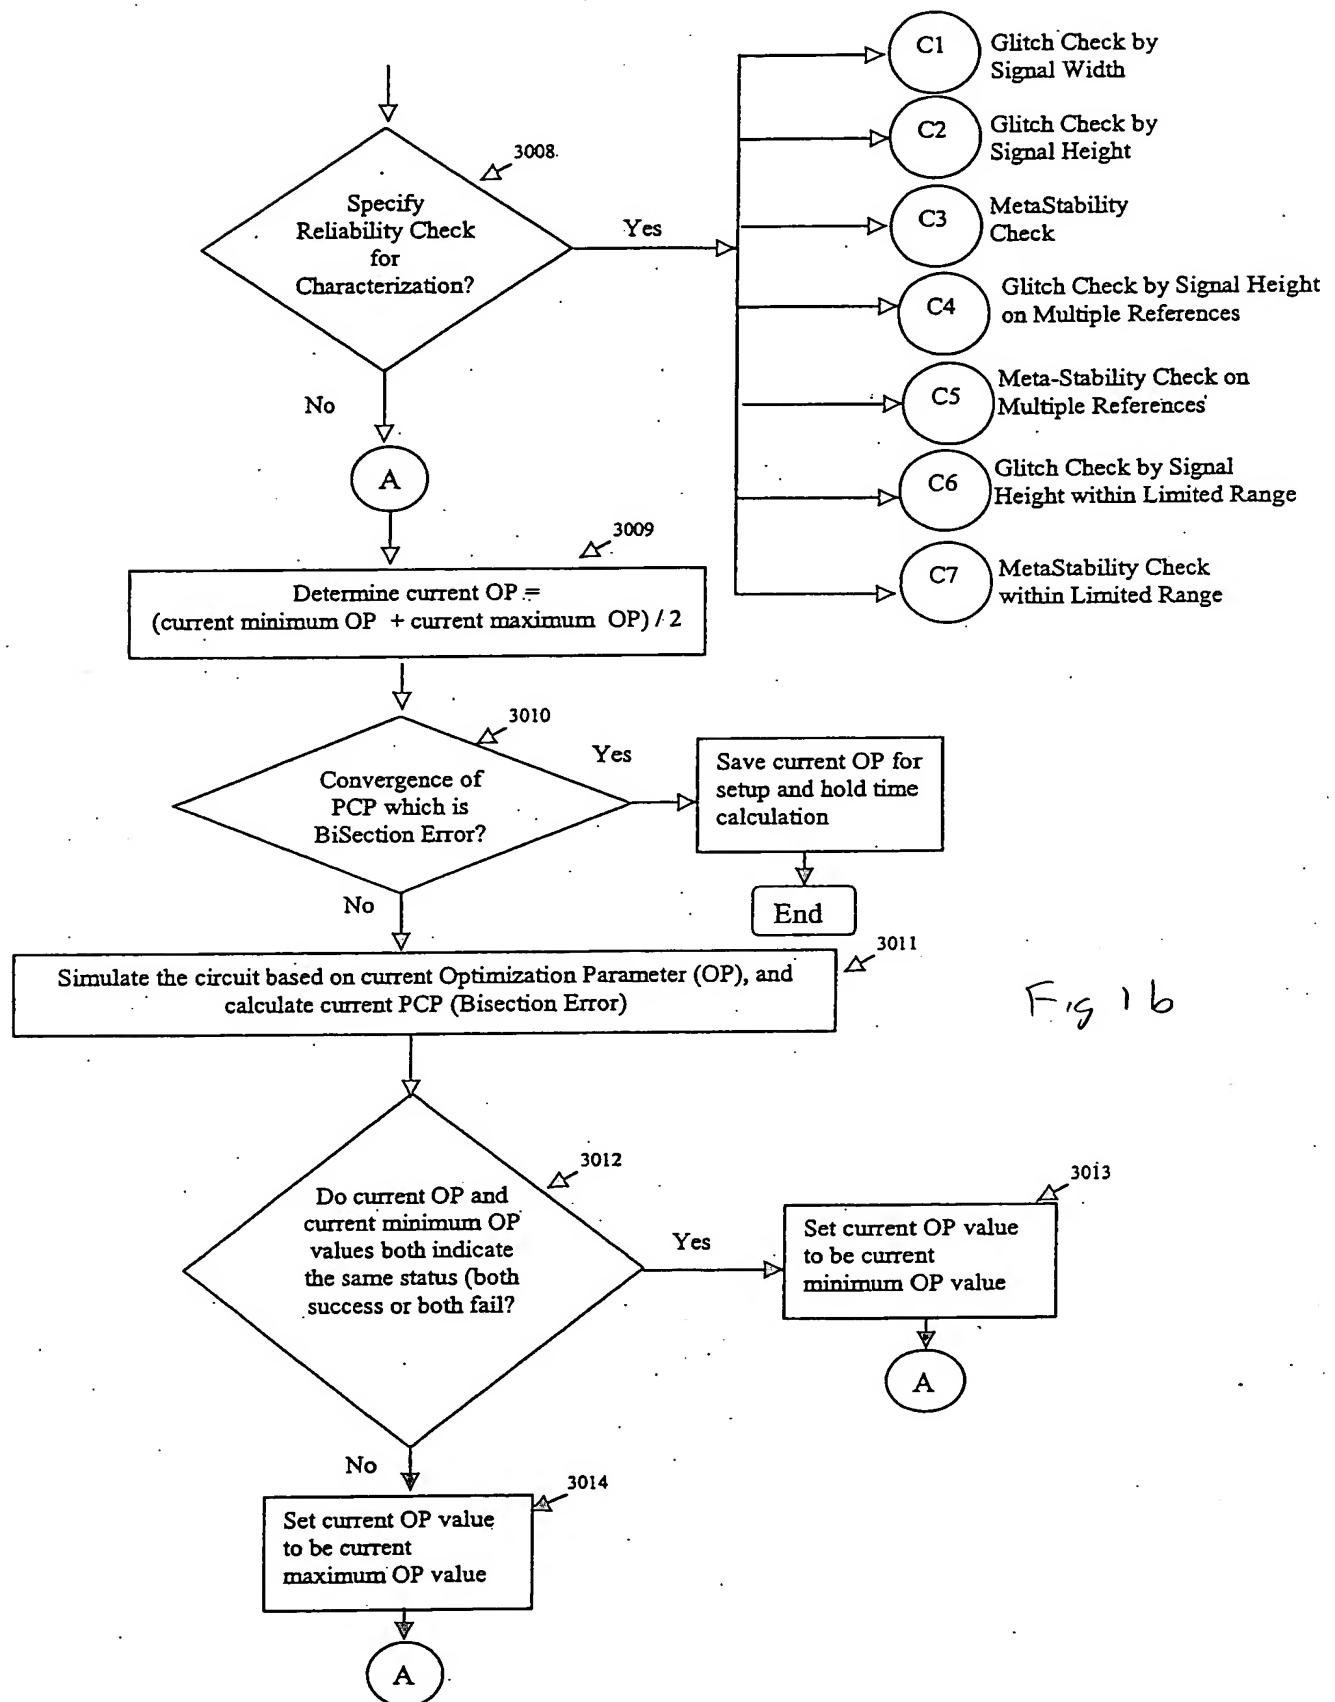 C1
Glitch Check by
Signal Width
C2
Glitch Check by
Signal Height
3008.
Specify
Reliability Check
for
Characterization?
Yes
C3
MetaStability
Check
C4
Glitch Check by Signal Height
on Multiple References
No
C5
Meta-Stability Check on
Multiple References
A
C6
Glitch Check by Signal
Height within Limited Range
3009
C7
MetaStability Check
within Limited Range
Determine current OP =
(current minimum OP + current maximum OP) / 2
3010
Convergence of
PCP which is
BiSection Error?
Yes
Save current OP for
setup and hold time
calculation
No
End
3011
Simulate the circuit based on current Optimization Parameter (OP), and
calculate current PCP (Bisection Error)
Fig 1b
3012
Do current OP and
current minimum OP
values both indicate
the same status (both
success or both fail?
Yes
3013
Set current OP value
to be current
minimum OP value
A
No
3014
Set current OP value
to be current
maximum OP value
A